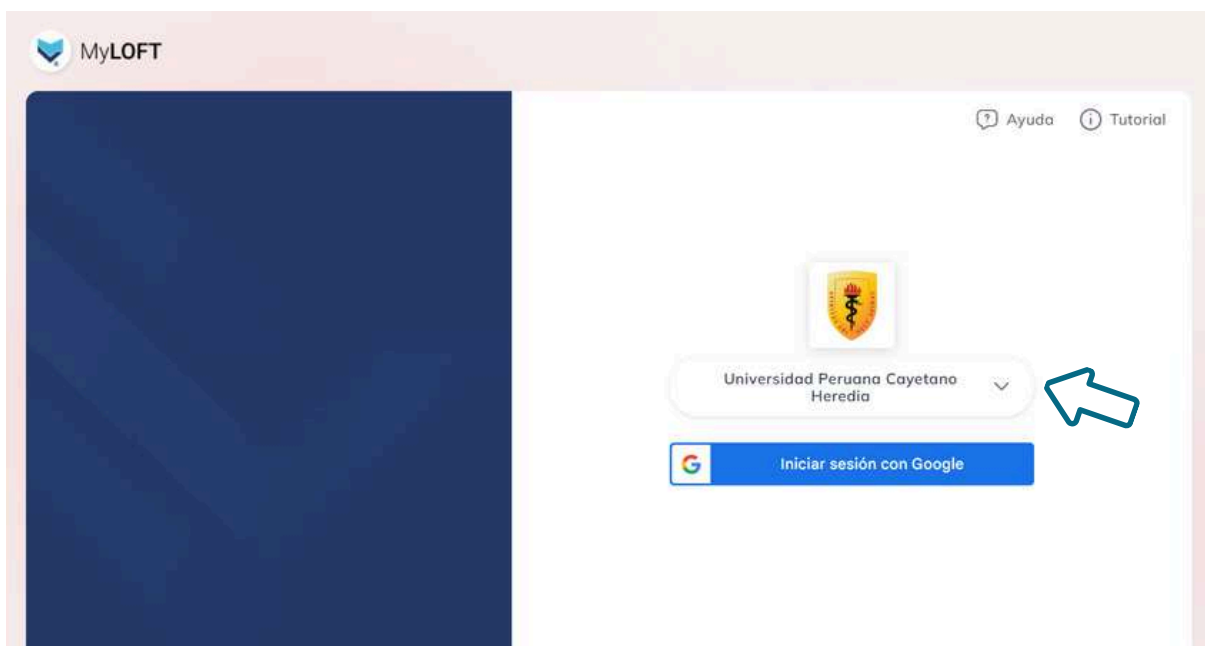 MyLOFT
Ayuda
Tutorial
Universidad Peruana Cayetano
Heredia
Iniciar sesión con Google